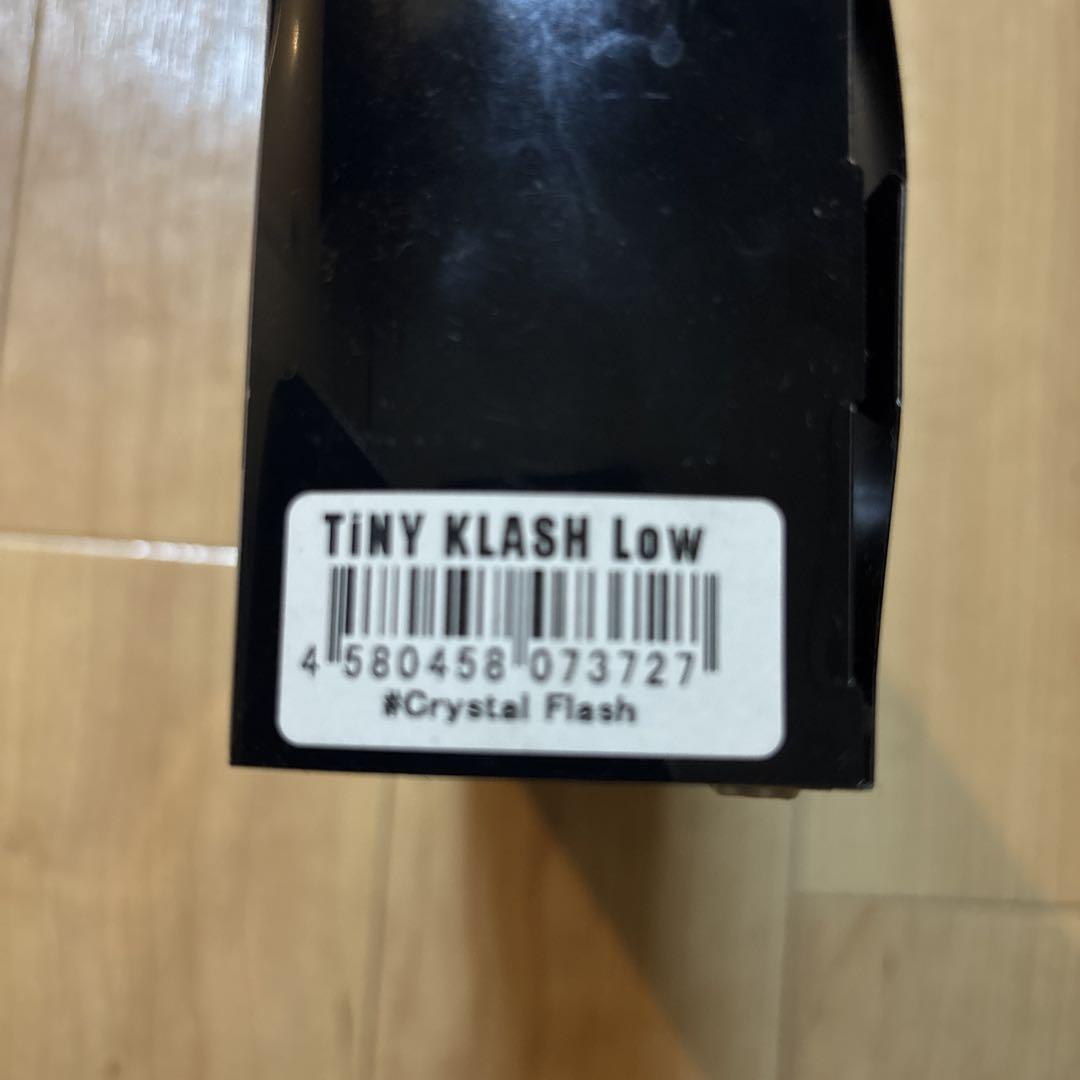 TiNY KLASH Low
4 580458 073727
#Crystal Flash